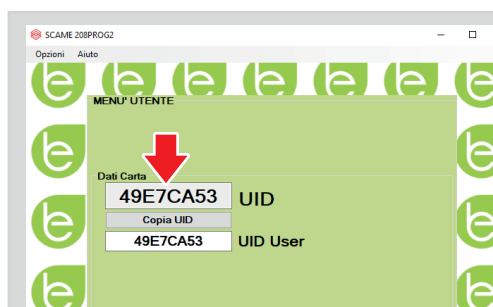 SCAME 208PROG2
Opzioni Aiuto
MENU' UTENTE
Dati Carta
49E7CA53 UID
Copia UID
49E7CA53 UID User